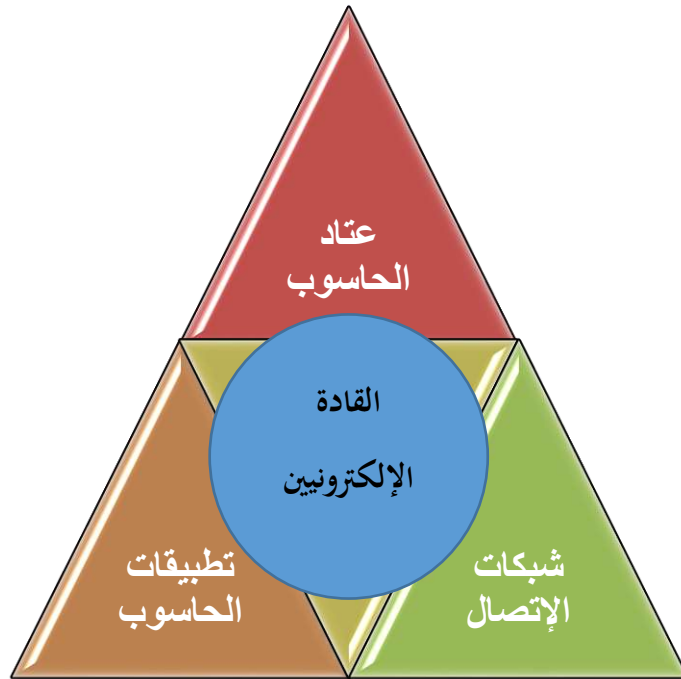 عتاد
الحاسوب
القادة
الإلكترونيين
تطبيقات
الحاسوب
شبكات
الإتصال